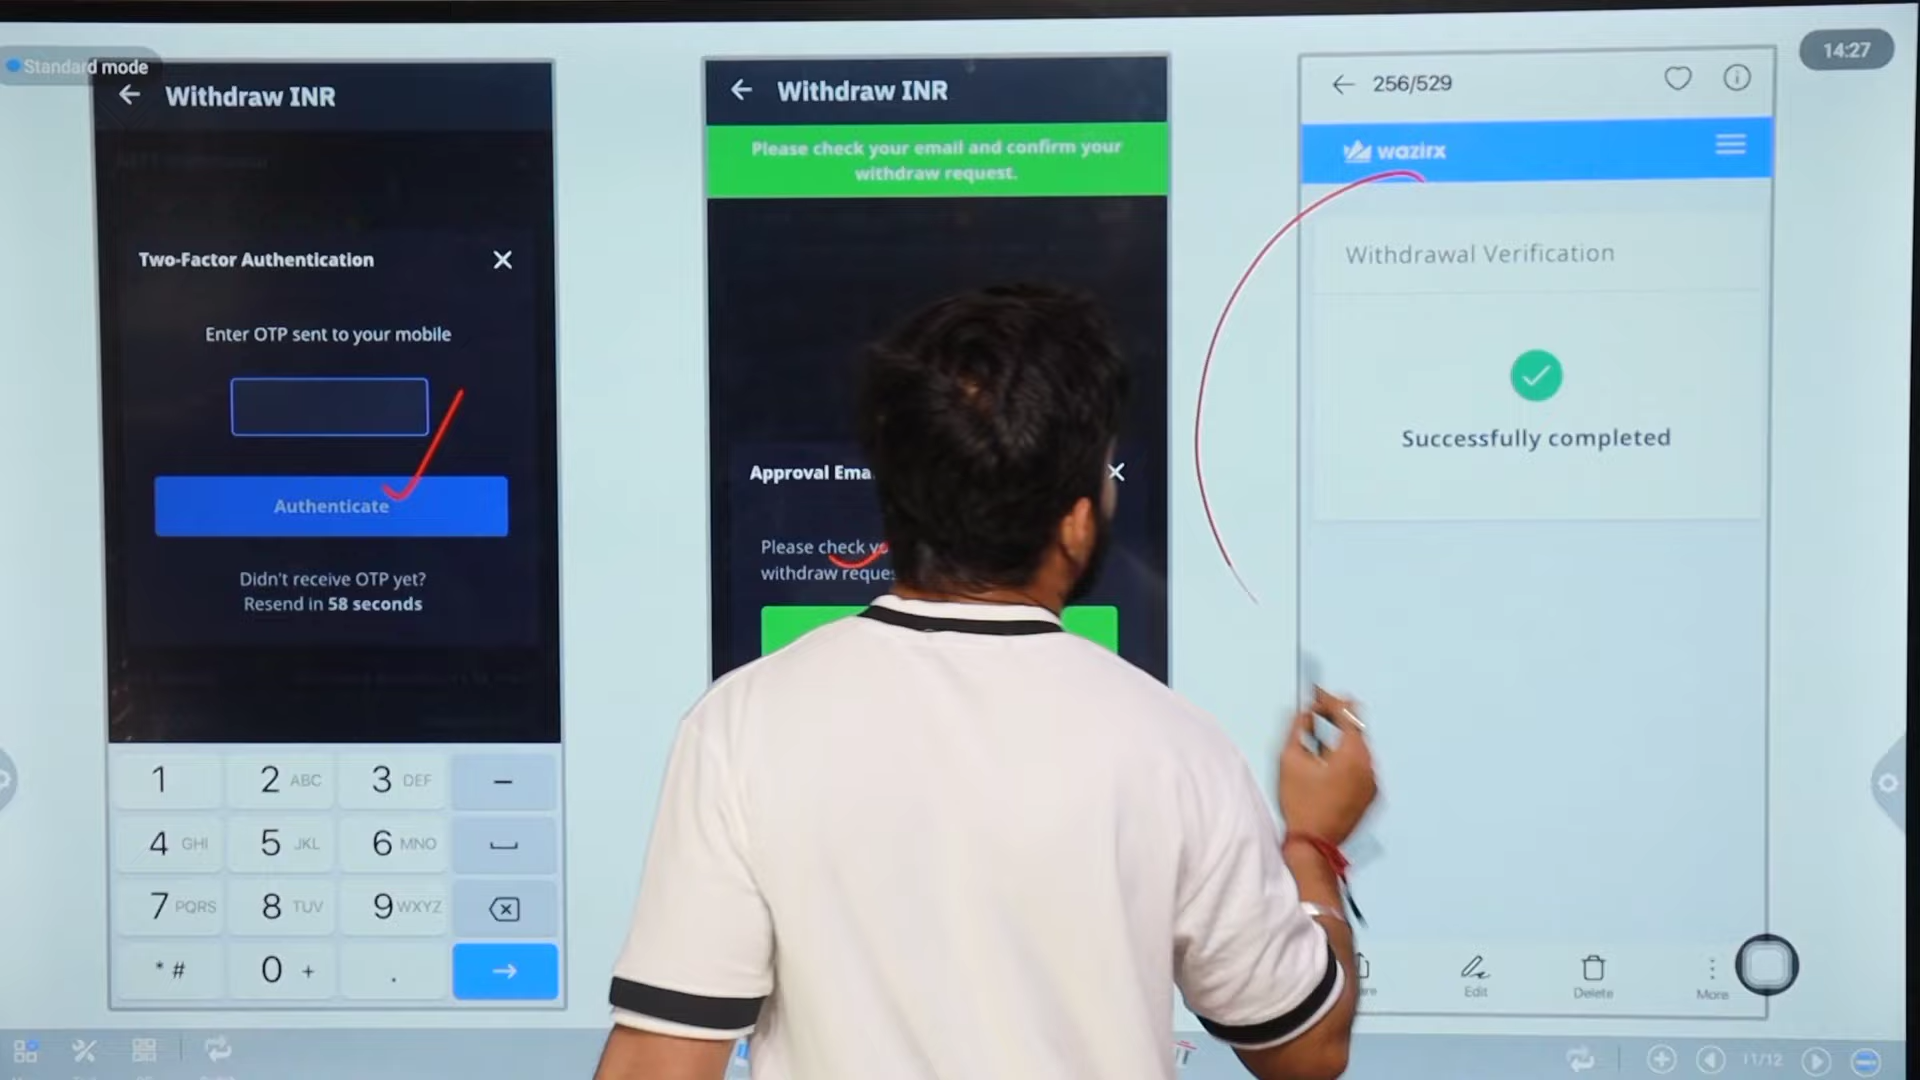 Standard mode
14:27
Withdraw INR
Two-Factor Authentication
Enter OTP sent to your mobile
Authenticate
Didn't receive OTP yet?
Resend in 58 seconds
1
2 ABC
3 DEF
4 GHI
5 JKL
6 MNO
7 PQRS
8 TUV
9 WXYZ
* #
0 +
.
Withdraw INR
Please check your email and confirm your
withdraw request.
Approval
Please check
withdraw
256/529
wazirx
Withdrawal Verification
Successfully completed
Edit
Delete
More
11/12